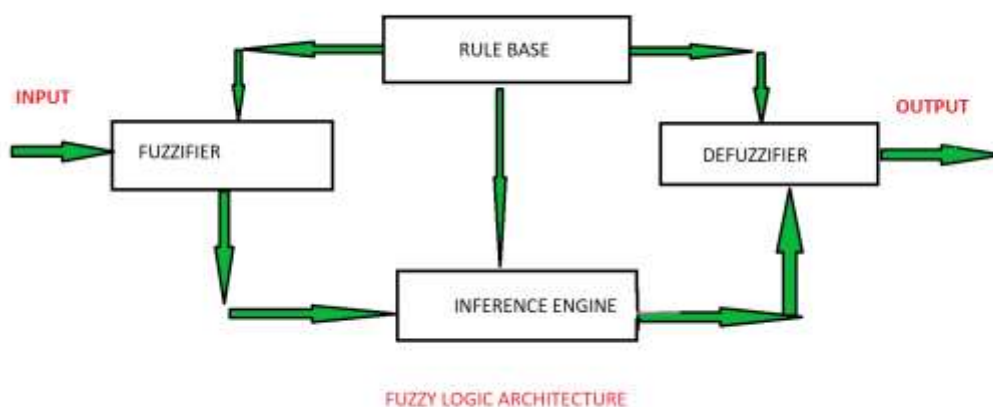 RULE BASE
INPUT
OUTPUT
FUZZIFIER
DEFUZZIFIER
INFERENCE ENGINE
FUZZY LOGIC ARCHITECTURE